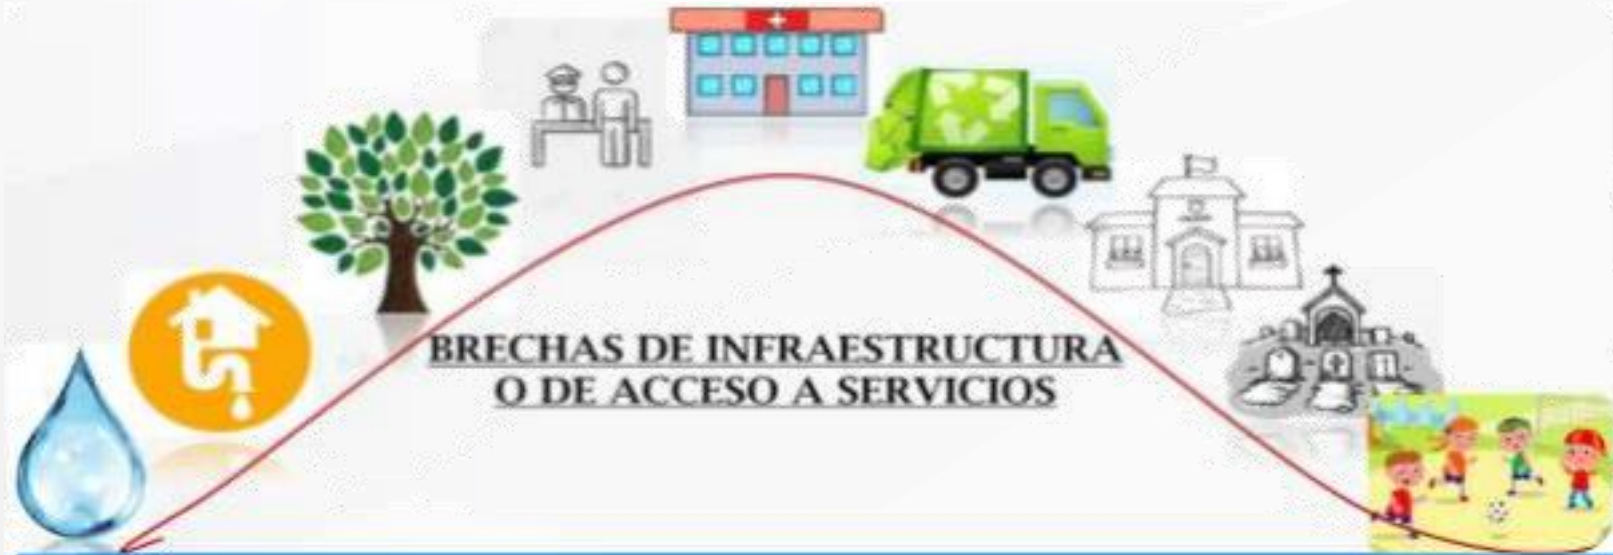 BRECHAS DE INFRAESTRUCTURA
O DE ACCESO A SERVICIOS